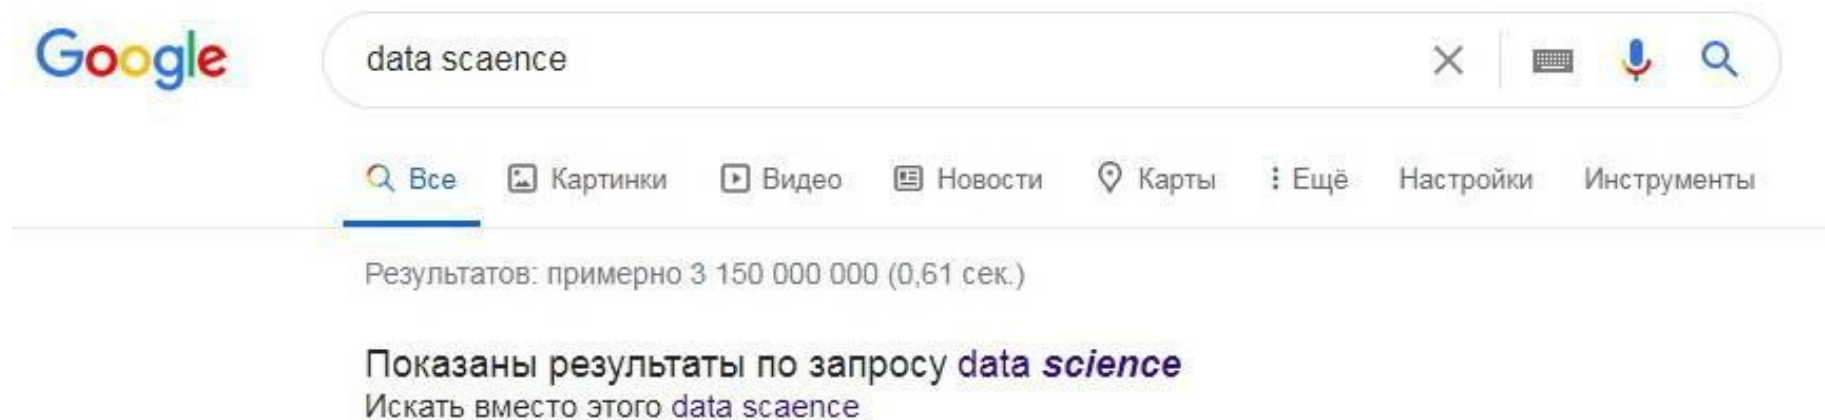 Google data scaence
Все Картинки Видео Новости Карты Ещё Настройки Инструменты
Результатов: примерно 3 150 000 000 (0,61 сек.)
Показаны результаты по запросу data science
Искать вместо этого data scaence